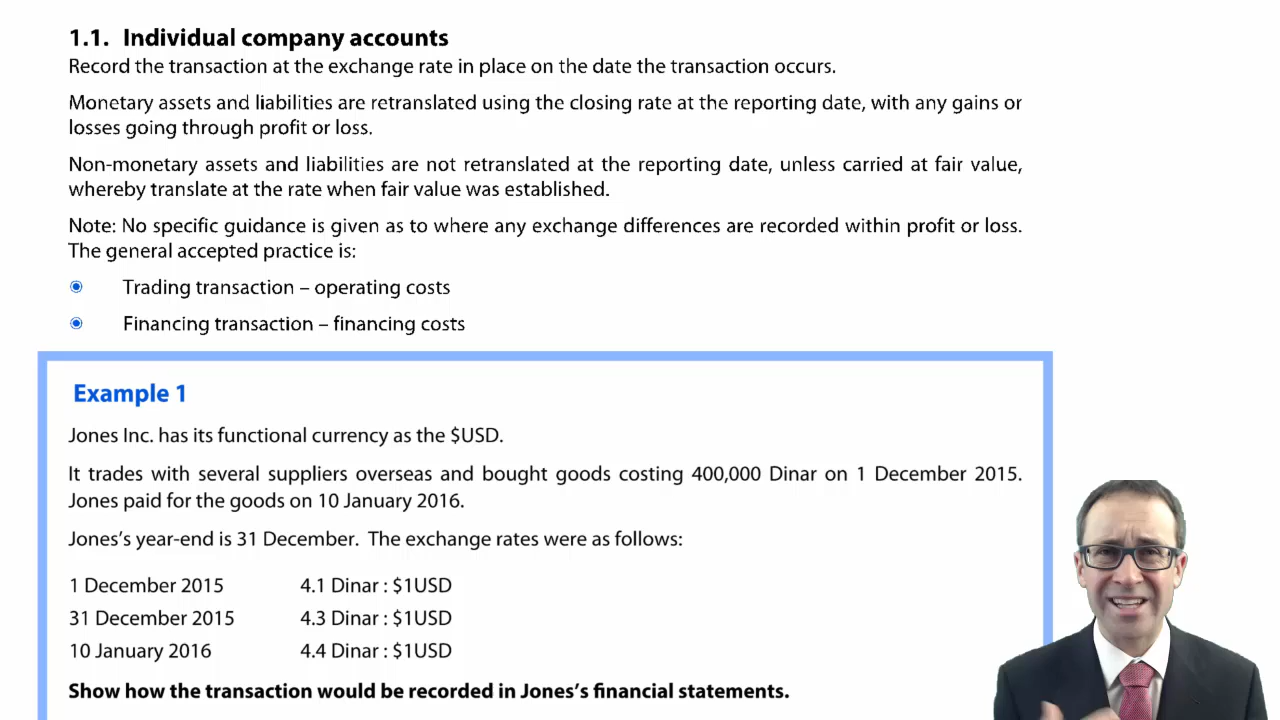 1.1. Individual company accounts
Record the transaction at the exchange rate in place on the date the transaction occurs.
Monetary assets and liabilities are retranslated using the closing rate at the reporting date, with any gains or
losses going through profit or loss.
Non-monetary assets and liabilities are not retranslated at the reporting date, unless carried at fair value,
whereby translate at the rate when fair value was established.
Note: No specific guidance is given as to where any exchange differences are recorded within profit or loss.
The general accepted practice is:
Trading transaction – operating costs
Financing transaction – financing costs
Example 1
Jones Inc. has its functional currency as the $USD.
It trades with several suppliers overseas and bought goods costing 400,000 Dinar on 1 December 2015.
Jones paid for the goods on 10 January 2016.
Jones's year-end is 31 December. The exchange rates were as follows:
1 December 2015 4.1 Dinar : $1USD
31 December 2015 4.3 Dinar : $1USD
10 January 2016 4.4 Dinar : $1USD
Show how the transaction would be recorded in Jones's financial statements.